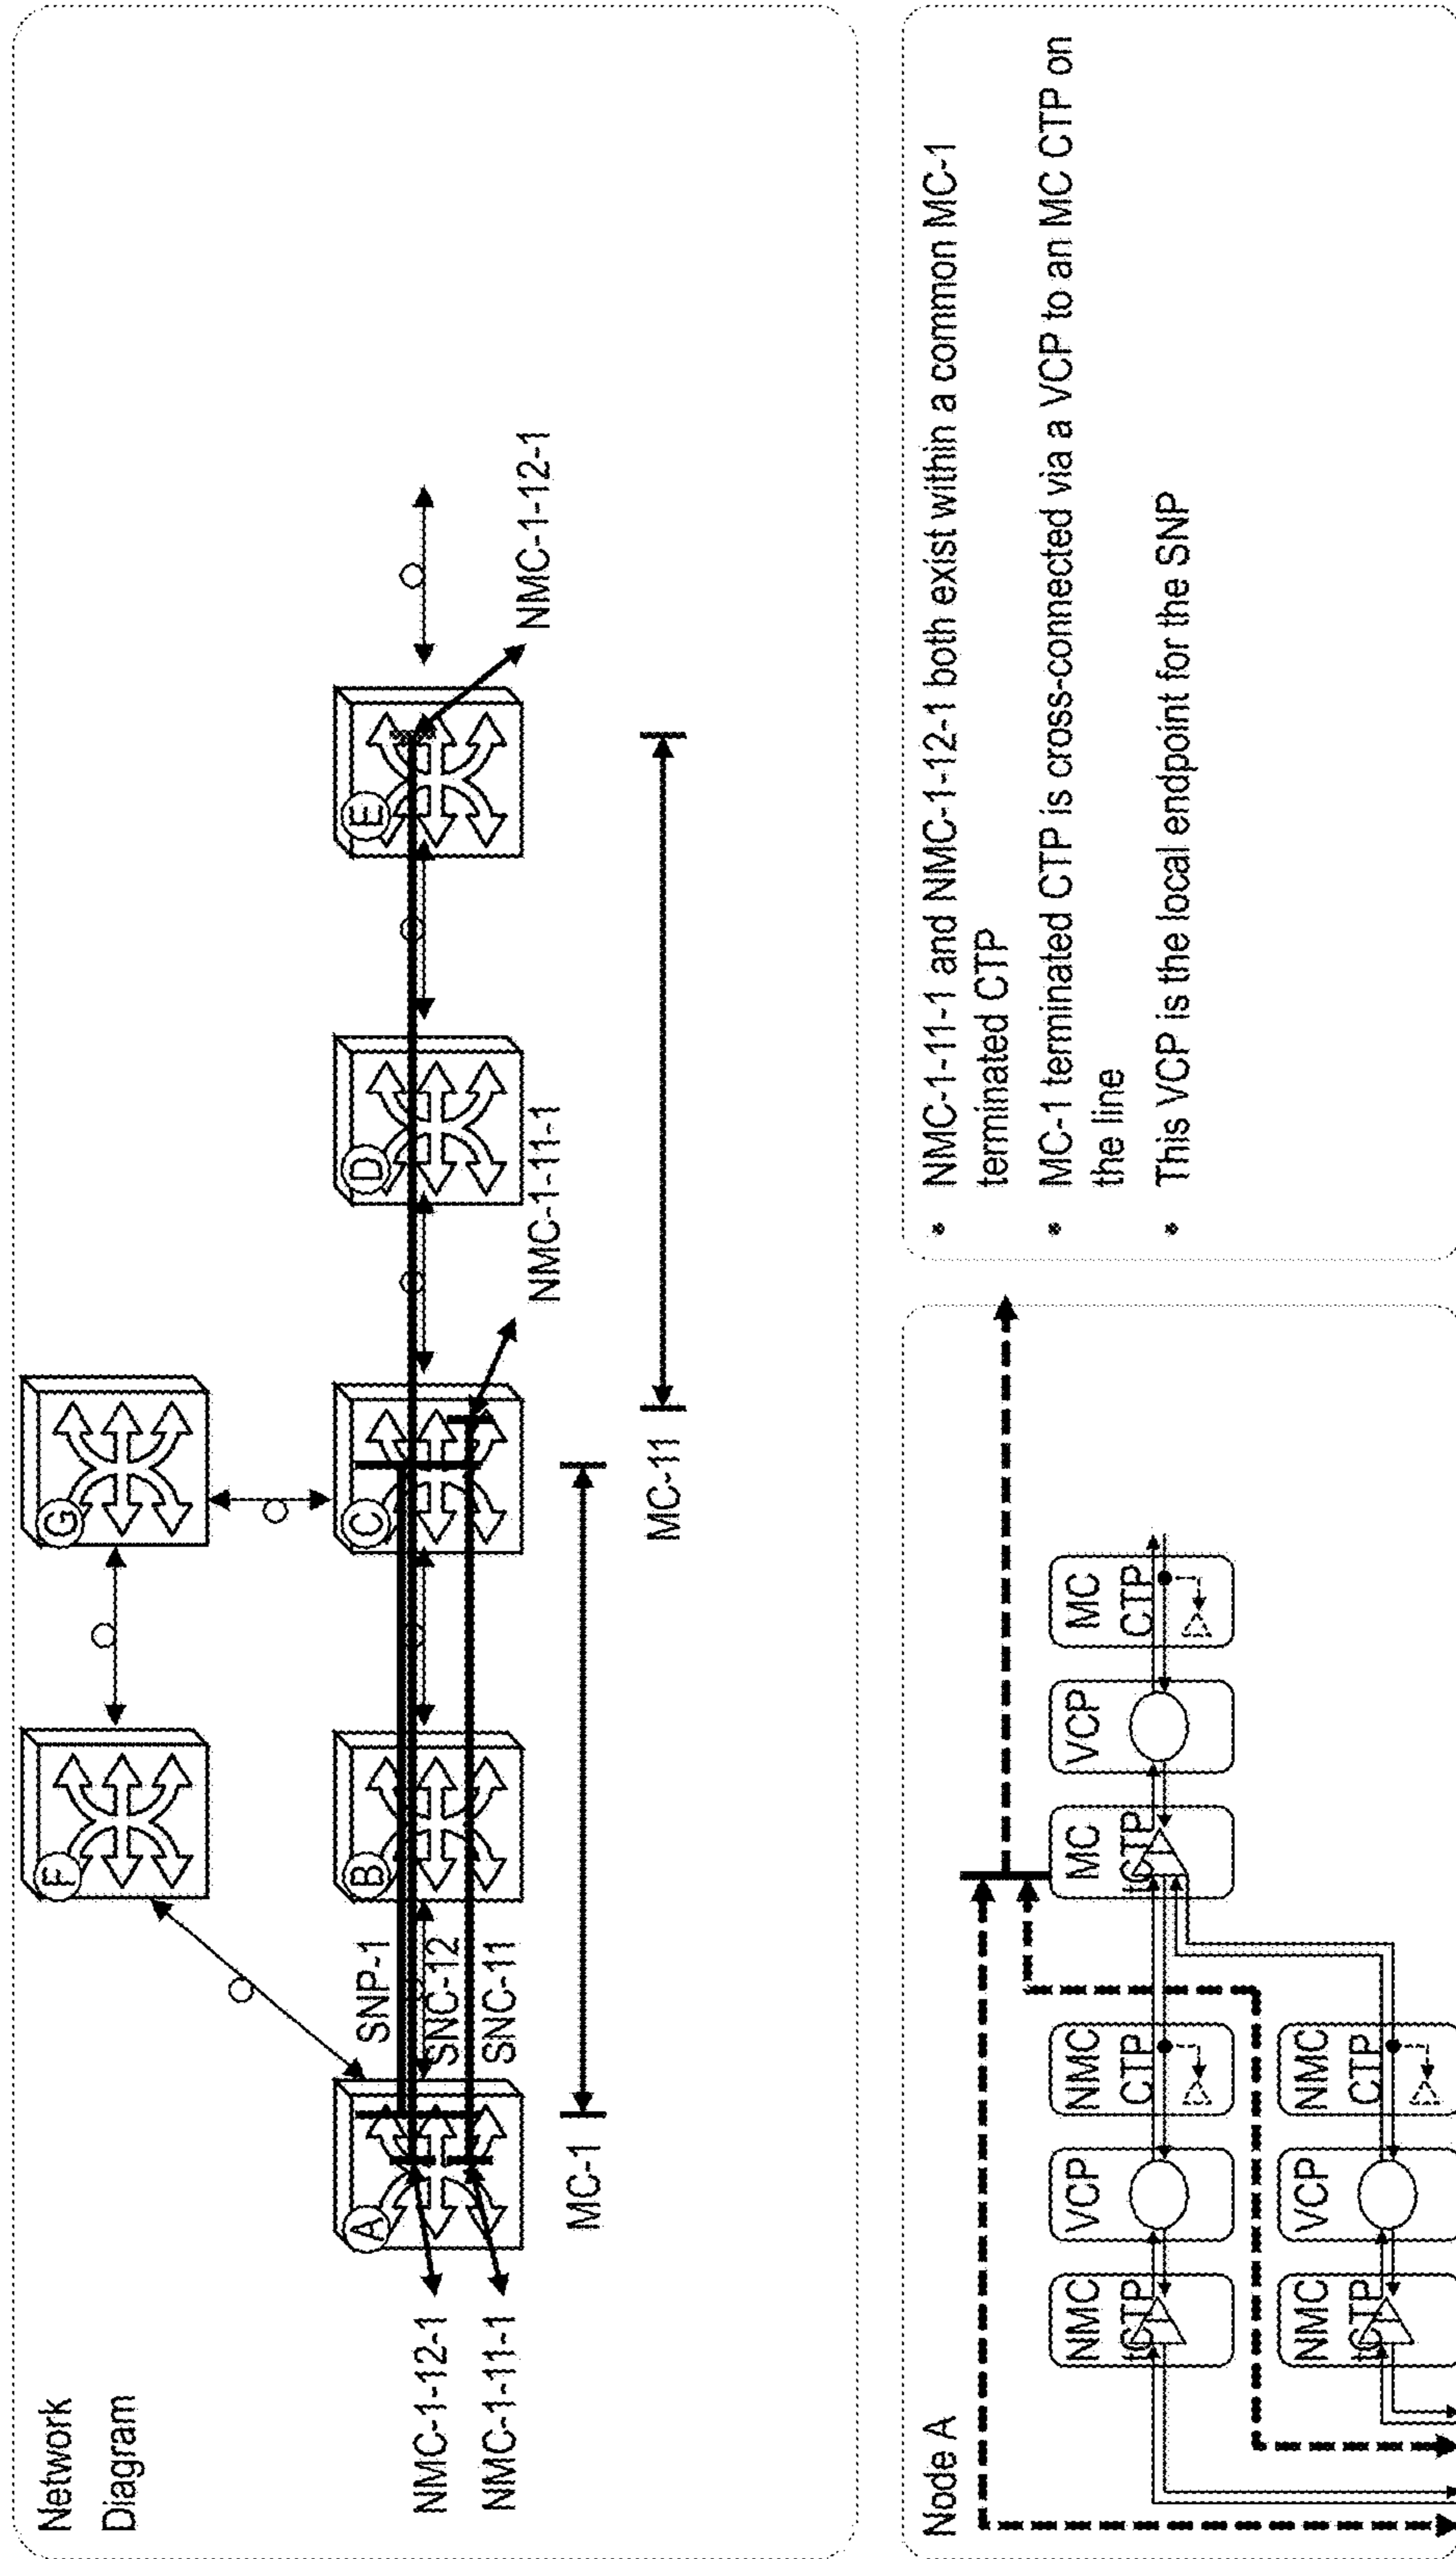 Network
Diagram
F
G
A
B
C
D
E
SNP-1
SNC-12
SNC-11
NMC-1-12-1
NMC-1-11-1
NMC-1-11-1
NMC-1-12-1
MC-1
MC-11
Node A
NMC
tCTP
VCP
NMC
CTP
MC
tCTP
VCP
MC
CTP
NMC
tCTP
VCP
NMC
CTP
• NMC-1-11-1 and NMC-1-12-1 both exist within a common MC-1
terminated CTP
• MC-1 terminated CTP is cross-connected via a VCP to an MC CTP on
the line
• This VCP is the local endpoint for the SNP